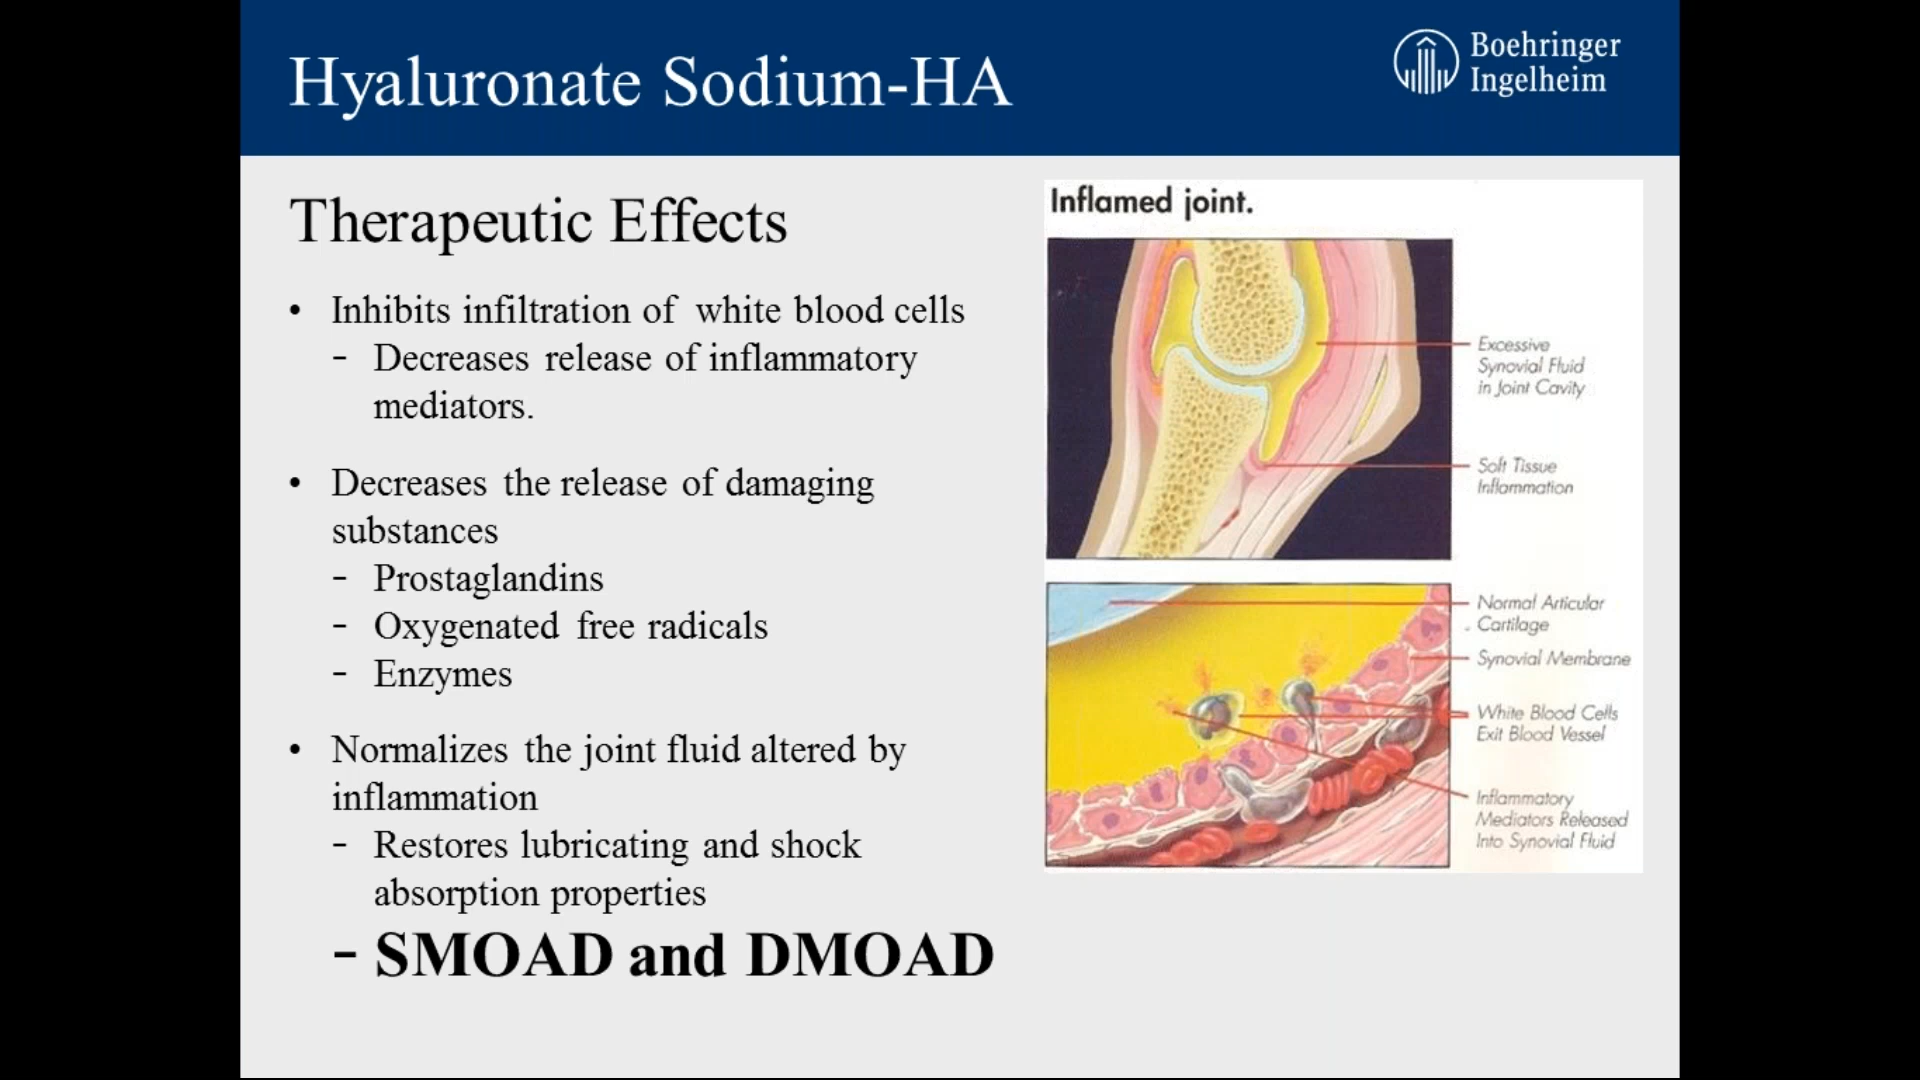 Hyaluronate Sodium-HA
Boehringer
Ingelheim
Therapeutic Effects
• Inhibits infiltration of white blood cells
- Decreases release of inflammatory
mediators.
• Decreases the release of damaging
substances
- Prostaglandins
- Oxygenated free radicals
- Enzymes
• Normalizes the joint fluid altered by
inflammation
- Restores lubricating and shock
absorption properties
- SMOAD and DMOAD
Inflamed joint.
Excessive
Synovial Fluid
in Joint Cavity
Soft Tissue
Inflammation
Normal Articular
Cartilage
Synovial Membrane
White Blood Cells
Exit Blood Vessel
Inflammatory
Mediators Released
Into Synovial Fluid